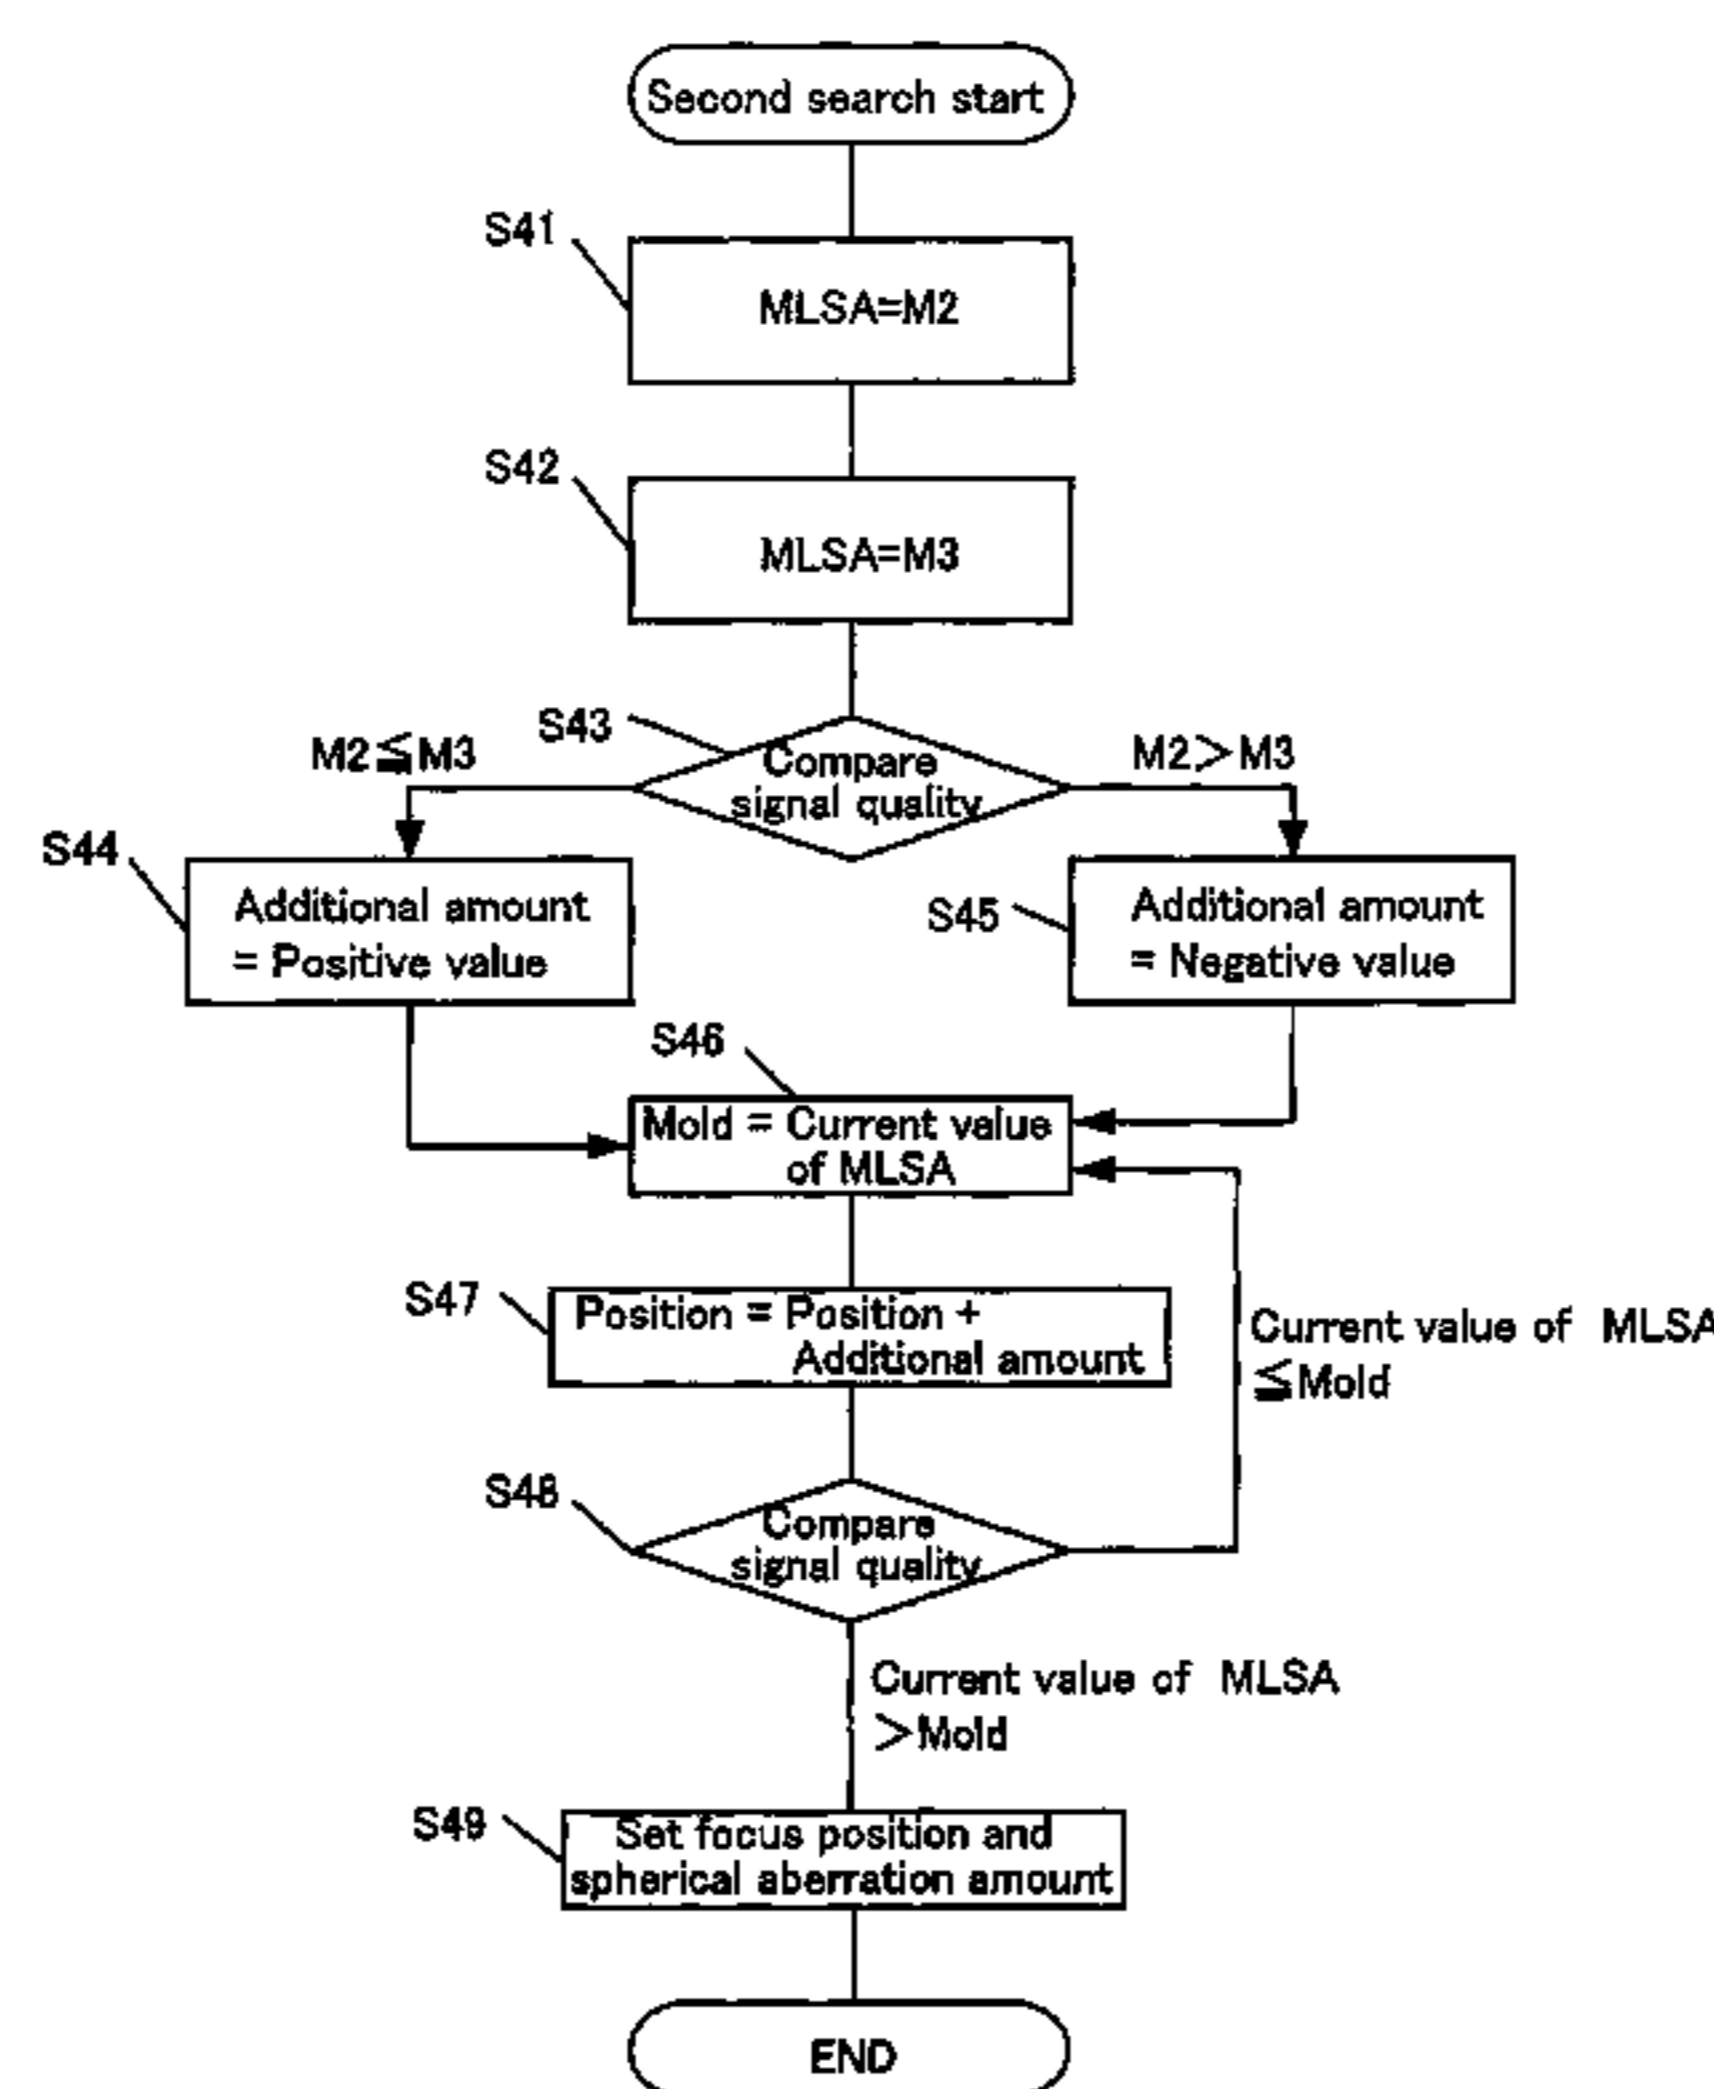 Second search start
S41
MLSA=M2
S42
MLSA=M3
S43
Compare
signal quality
M2≦M3
M2>M3
S44
Additional amount
= Positive value
S45
Additional amount
= Negative value
S46
Mold = Current value
of MLSA
S47
Position = Position +
Additional amount
Current value of MLSA
≦Mold
S48
Compare
signal quality
Current value of MLSA
>Mold
S49
Set focus position and
spherical aberration amount
END